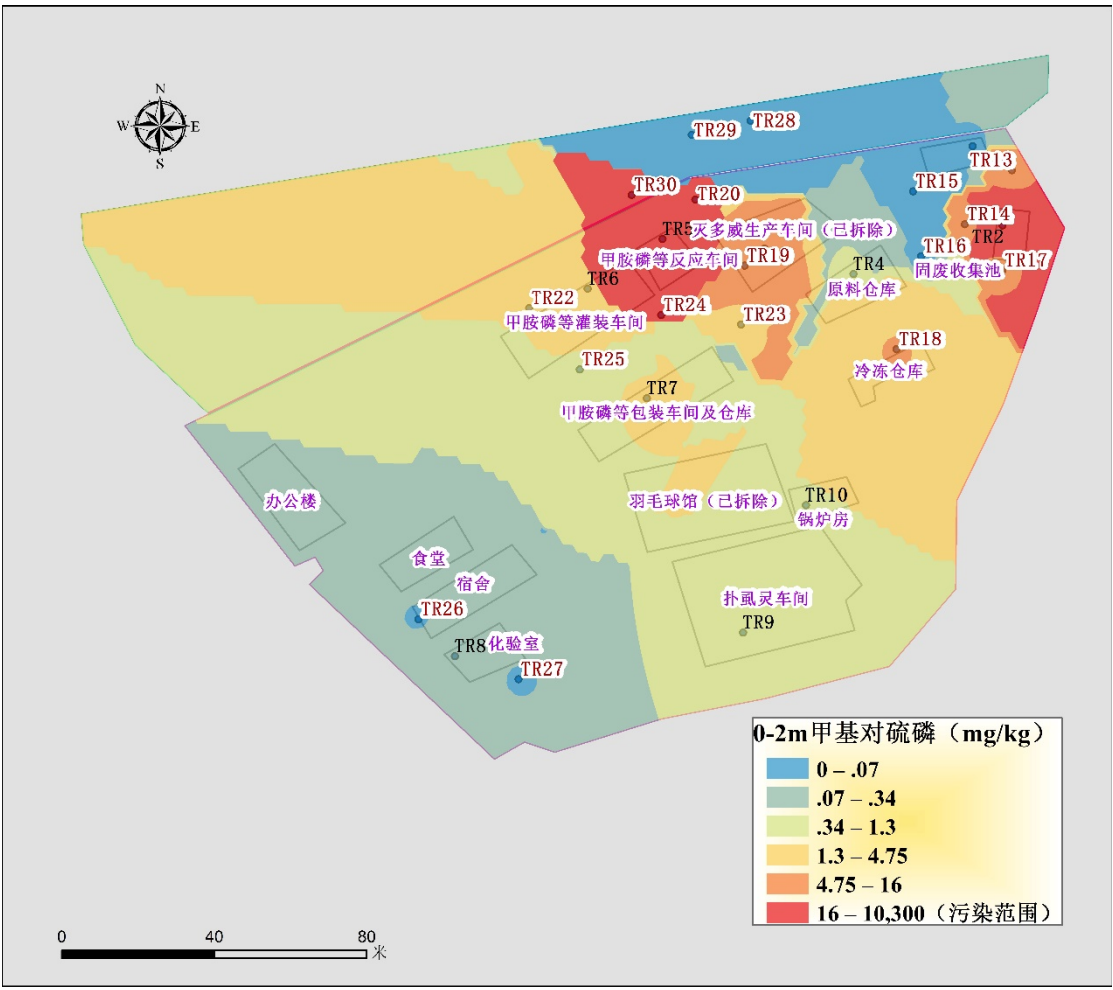 N
W
E
S
TR28
TR29
TR13
TR30
TR15
TR20
TR14
TR5
灭多威生产车间（已拆除）
TR2
TR16
甲胺磷等反应车间
TR19
TR4
固废收集池
TR17
TR6
原料仓库
TR22
TR24
甲胺磷等灌装车间
TR23
TR18
TR25
冷冻仓库
TR7
甲胺磷等包装车间及仓库
办公楼
羽毛球馆（已拆除）
TR10
锅炉房
食堂
宿舍
扑虱灵车间
TR26
TR9
TR8
化验室
TR27
0-2m甲基对硫磷（mg/kg）
0 – .07
.07 – .34
.34 – 1.3
1.3 – 4.75
4.75 – 16
16 – 10,300（污染范围）
0
40
80
米